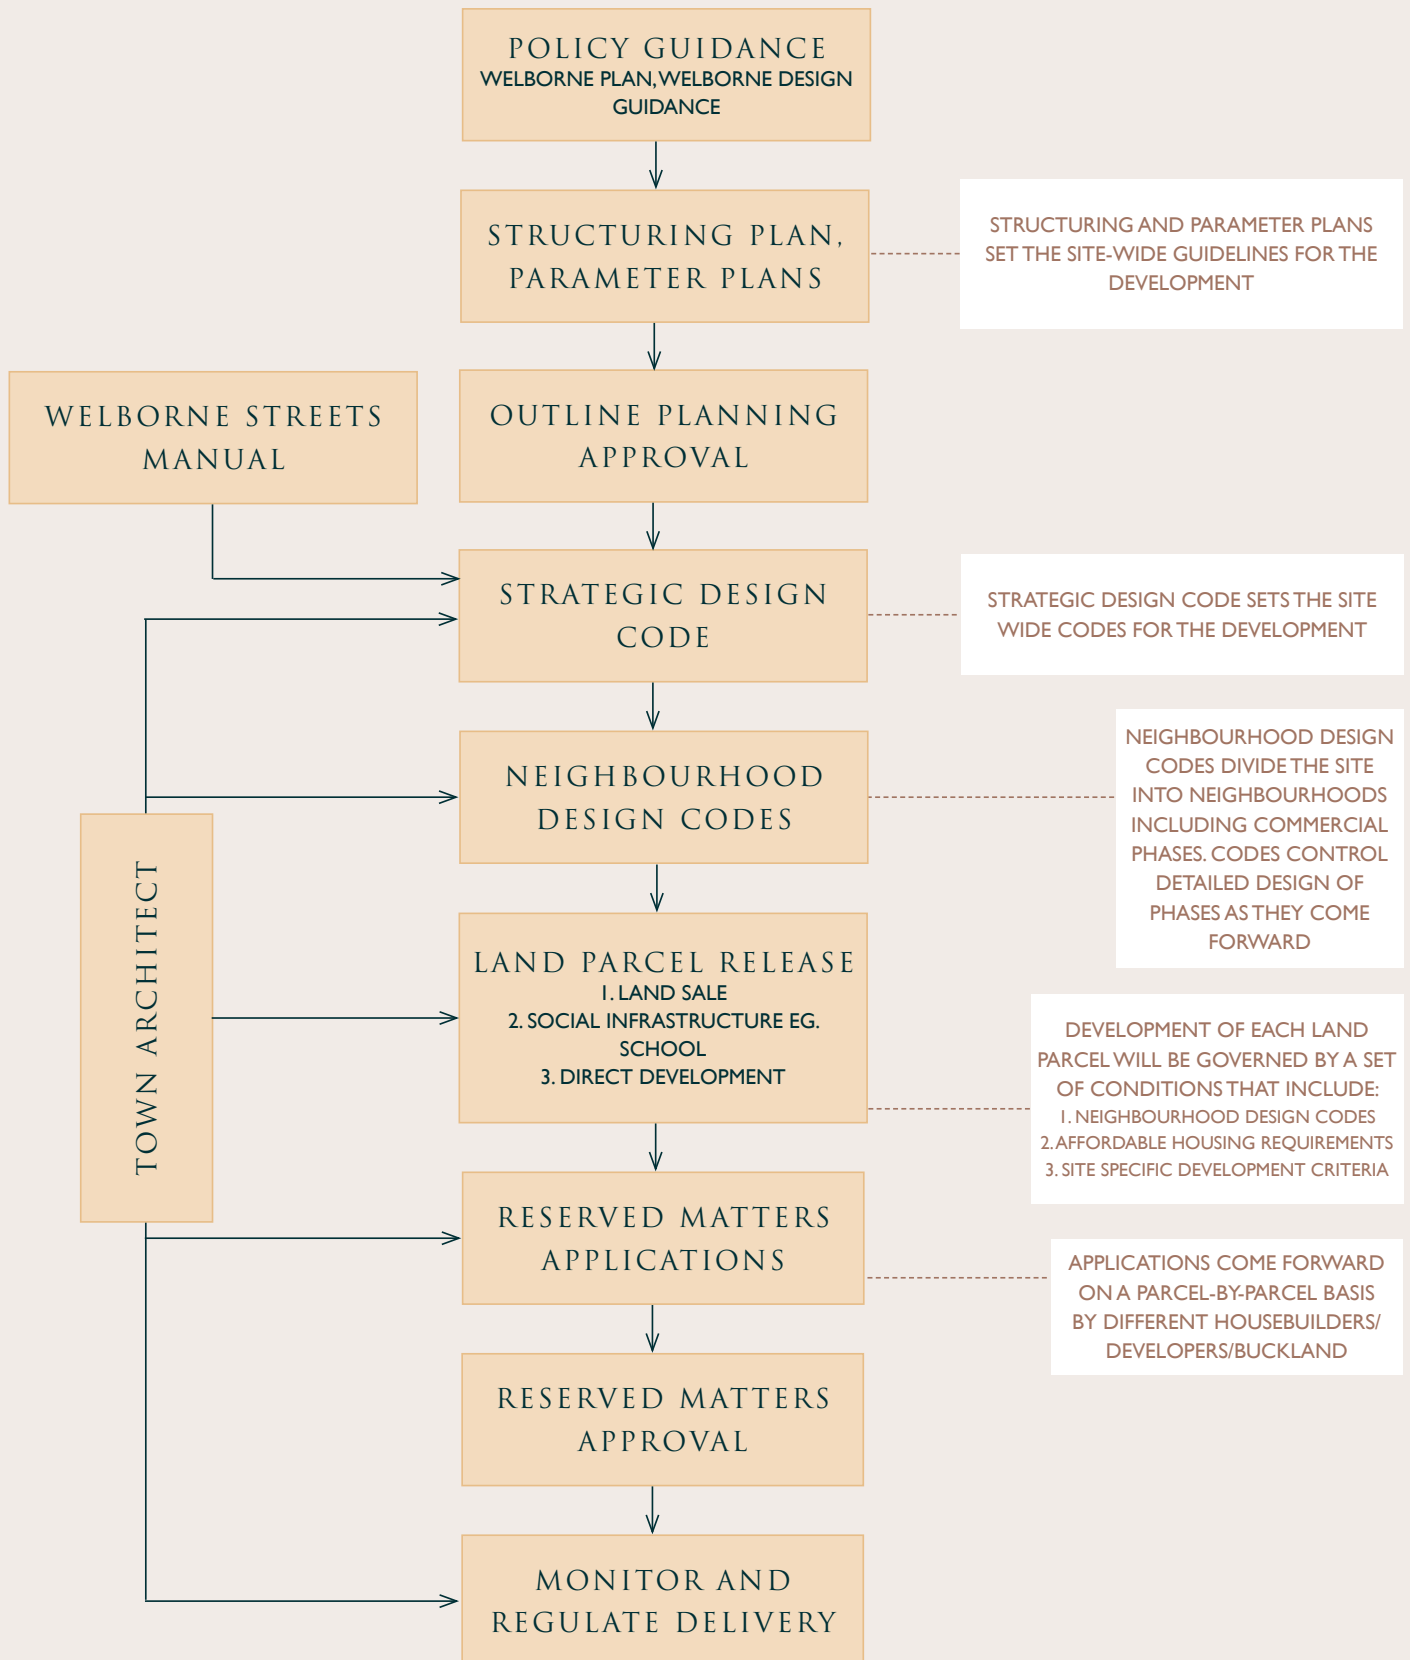 POLICY GUIDANCE
WELBORNE PLAN, WELBORNE DESIGN
GUIDANCE
STRUCTURING PLAN,
PARAMETER PLANS
STRUCTURING AND PARAMETER PLANS
SET THE SITE-WIDE GUIDELINES FOR THE
DEVELOPMENT
WELBORNE STREETS
MANUAL
OUTLINE PLANNING
APPROVAL
STRATEGIC DESIGN
CODE
STRATEGIC DESIGN CODE SETS THE SITE
WIDE CODES FOR THE DEVELOPMENT
NEIGHBOURHOOD
DESIGN CODES
NEIGHBOURHOOD DESIGN
CODES DIVIDE THE SITE
INTO NEIGHBOURHOODS
INCLUDING COMMERCIAL
PHASES. CODES CONTROL
DETAILED DESIGN OF
PHASES AS THEY COME
FORWARD
TOWN ARCHITECT
LAND PARCEL RELEASE
1. LAND SALE
2. SOCIAL INFRASTRUCTURE EG.
SCHOOL
3. DIRECT DEVELOPMENT
DEVELOPMENT OF EACH LAND
PARCEL WILL BE GOVERNED BY A SET
OF CONDITIONS THAT INCLUDE:
1. NEIGHBOURHOOD DESIGN CODES
2. AFFORDABLE HOUSING REQUIREMENTS
3. SITE SPECIFIC DEVELOPMENT CRITERIA
RESERVED MATTERS
APPLICATIONS
APPLICATIONS COME FORWARD
ON A PARCEL-BY-PARCEL BASIS
BY DIFFERENT HOUSEBUILDERS/
DEVELOPERS/BUCKLAND
RESERVED MATTERS
APPROVAL
MONITOR AND
REGULATE DELIVERY